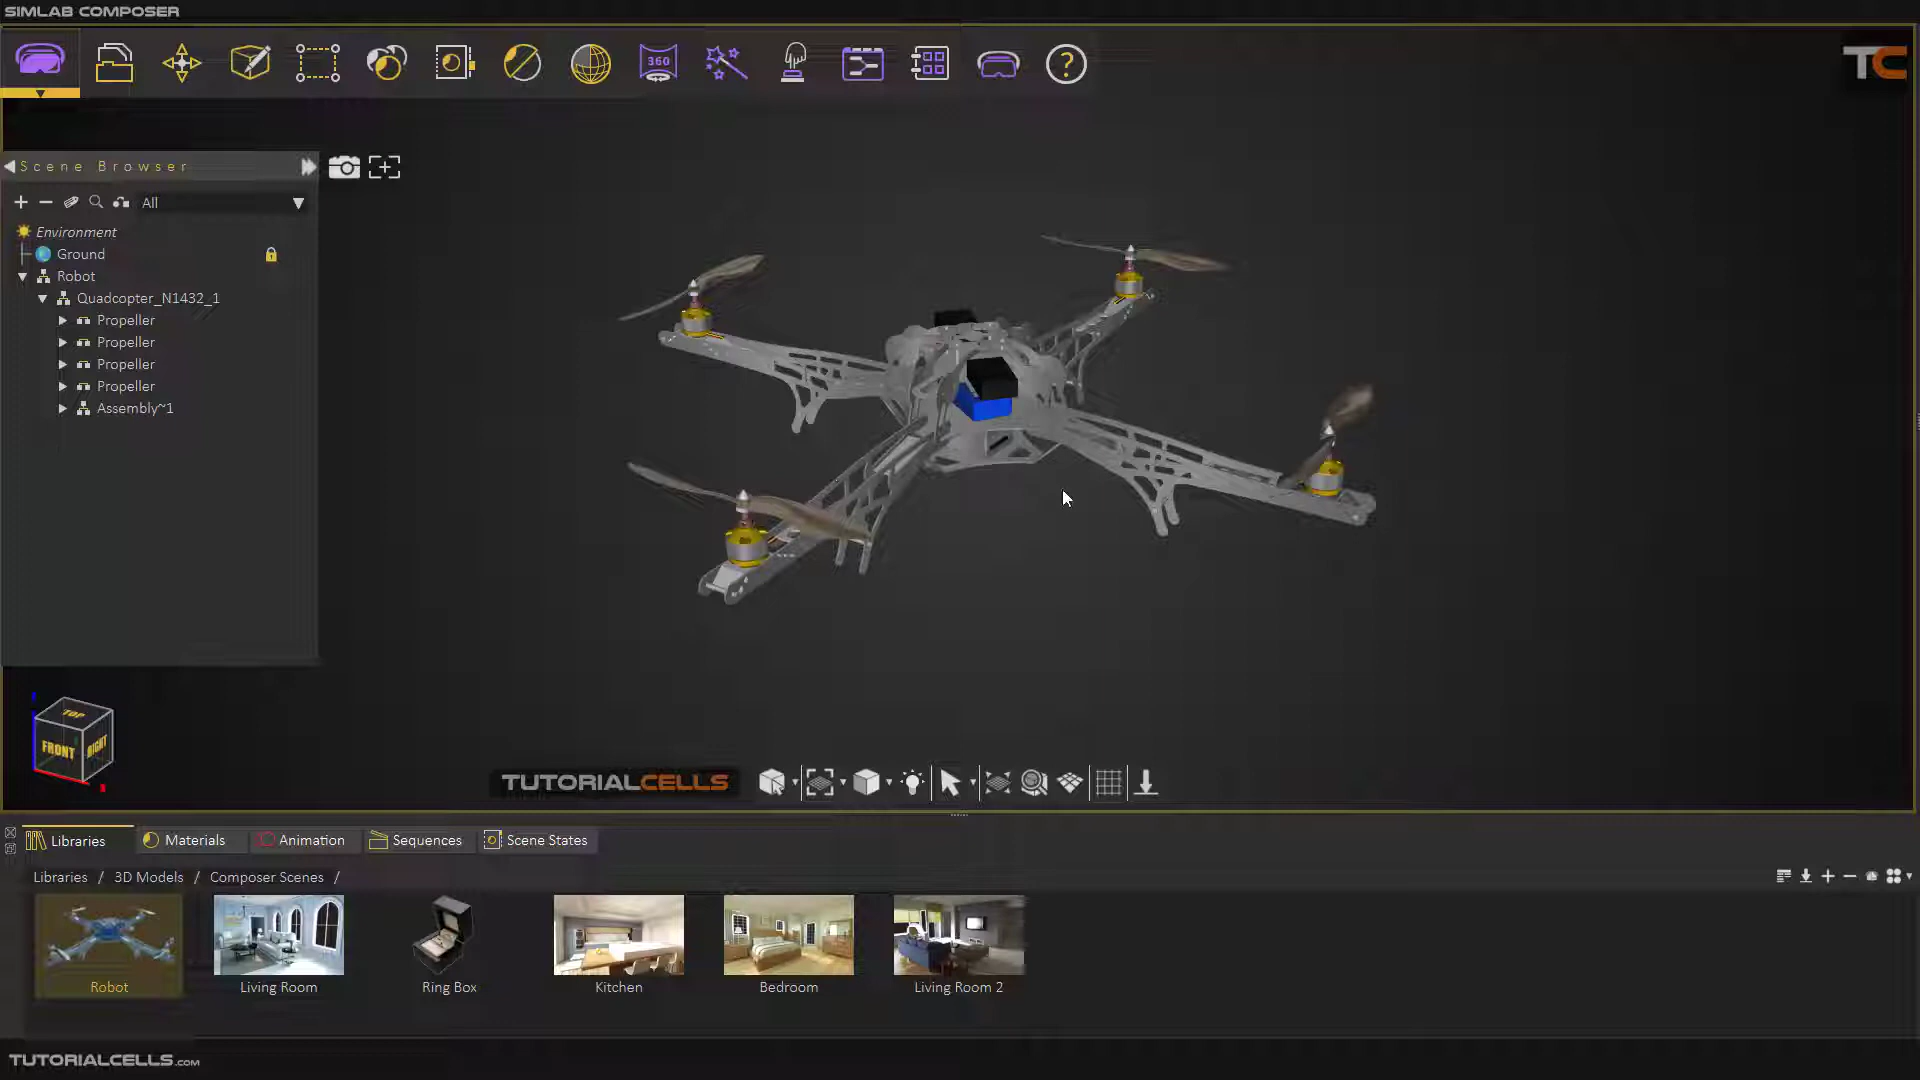 SIMLAB COMPOSER
360
?
TC
Scene Browser
All
Environment
Ground
Robot
Quadcopter_N1432_1
Propeller
Propeller
Propeller
Propeller
Assembly~1
TOP
FRONT
RIGHT
TUTORIALCELLS
Libraries
Materials
Animation
Sequences
Scene States
Libraries / 3D Models / Composer Scenes /
Robot
Living Room
Ring Box
Kitchen
Bedroom
Living Room 2
TUTORIALCELLS.COM